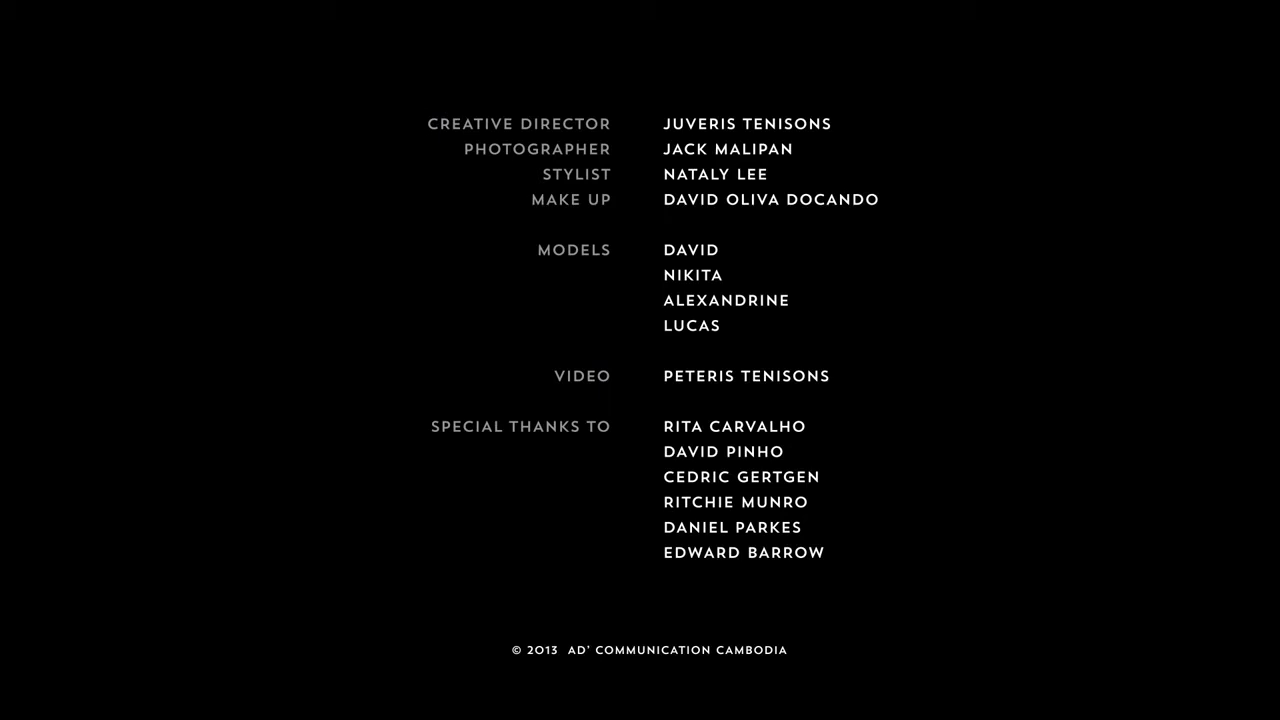 CREATIVE DIRECTOR JUVERIS TENISONS
PHOTOGRAPHER JACK MALIPAN
STYLIST NATALY LEE
MAKE UP DAVID OLIVA DOCANDO
MODELS DAVID
NIKITA
ALEXANDRINE
LUCAS
VIDEO PETERIS TENISONS
SPECIAL THANKS TO RITA CARVALHO
DAVID PINHO
CEDRIC GERTGEN
RITCHIE MUNRO
DANIEL PARKES
EDWARD BARROW
© 2013 AD' COMMUNICATION CAMBODIA